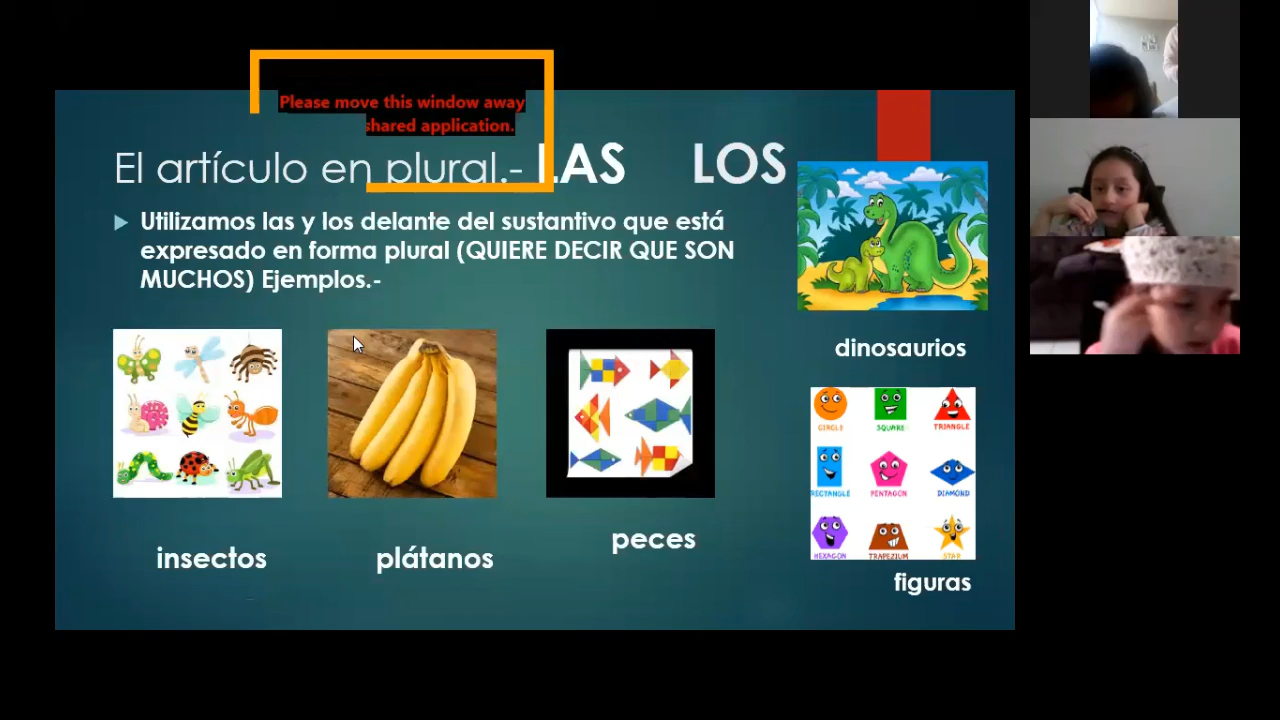 Please move this window away
shared application.
El artículo en plural.- LAS LOS
Utilizamos las y los delante del sustantivo que está
expresado en forma plural (QUIERE DECIR QUE SON
MUCHOS) Ejemplos.-
dinosaurios
CIRCLE SQUARE TRIANGLE
RECTANGLE PENTAGON DIAMOND
HEXAGON TRAPEZIUM STAR
insectos
plátanos
peces
figuras